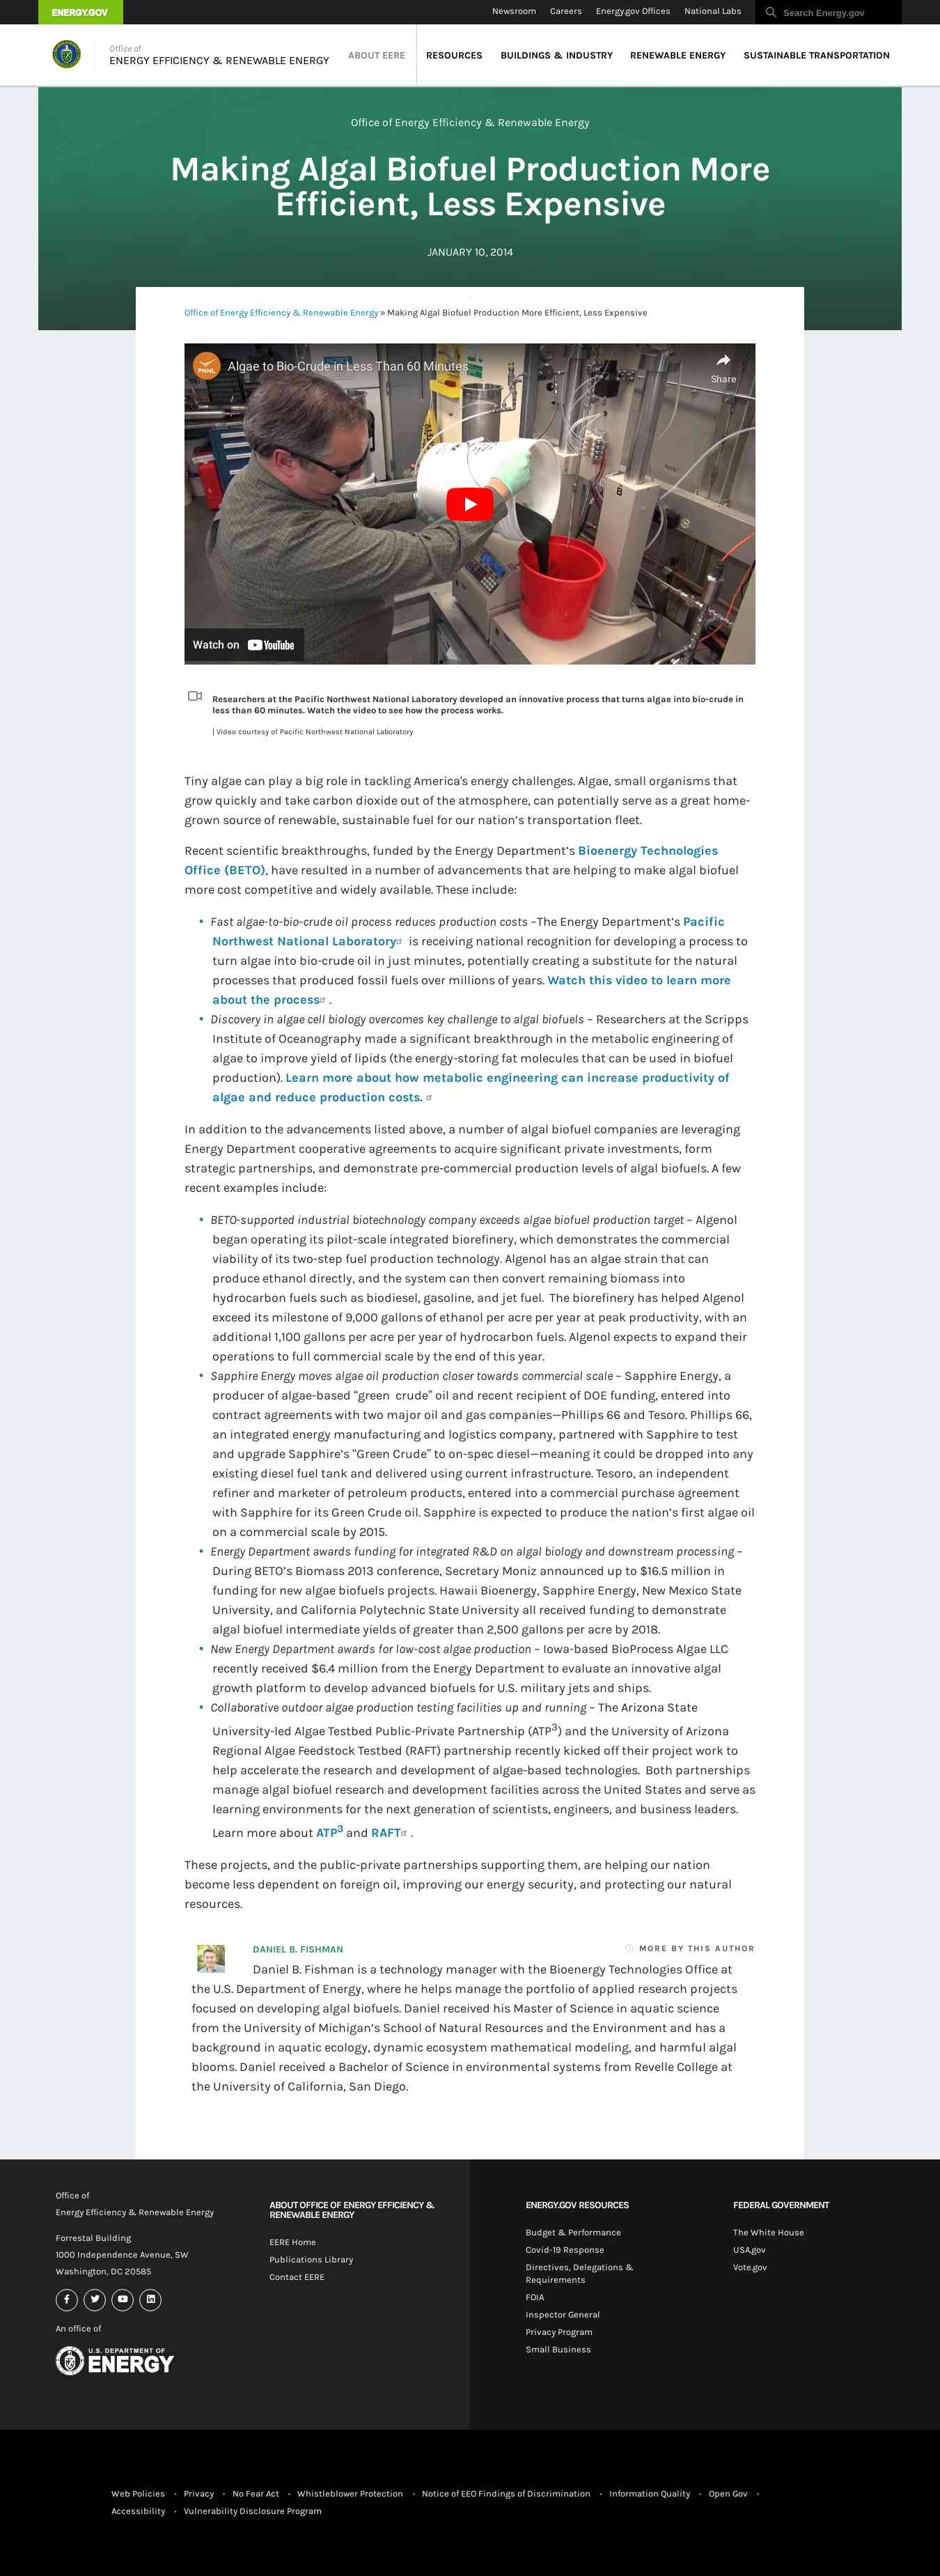 ENERGY.GOV
Newsroom Careers Energy.gov Offices National Labs Search Energy.gov
Office of
ENERGY EFFICIENCY & RENEWABLE ENERGY
ABOUT EERE RESOURCES BUILDINGS & INDUSTRY RENEWABLE ENERGY SUSTAINABLE TRANSPORTATION
Office of Energy Efficiency & Renewable Energy
Making Algal Biofuel Production More
Efficient, Less Expensive
JANUARY 10, 2014
Office of Energy Efficiency & Renewable Energy » Making Algal Biofuel Production More Efficient, Less Expensive
PNNL
Algae to Bio-Crude in Less Than 60 Minutes
Share
Watch on YouTube
Researchers at the Pacific Northwest National Laboratory developed an innovative process that turns algae into bio-crude in
less than 60 minutes. Watch the video to see how the process works.
| Video courtesy of Pacific Northwest National Laboratory
Tiny algae can play a big role in tackling America's energy challenges. Algae, small organisms that
grow quickly and take carbon dioxide out of the atmosphere, can potentially serve as a great home-
grown source of renewable, sustainable fuel for our nation's transportation fleet.
Recent scientific breakthroughs, funded by the Energy Department's Bioenergy Technologies
Office (BETO), have resulted in a number of advancements that are helping to make algal biofuel
more cost competitive and widely available. These include:
• Fast algae-to-bio-crude oil process reduces production costs –The Energy Department's Pacific
Northwest National Laboratory is receiving national recognition for developing a process to
turn algae into bio-crude oil in just minutes, potentially creating a substitute for the natural
processes that produced fossil fuels over millions of years. Watch this video to learn more
about the process .
• Discovery in algae cell biology overcomes key challenge to algal biofuels – Researchers at the Scripps
Institute of Oceanography made a significant breakthrough in the metabolic engineering of
algae to improve yield of lipids (the energy-storing fat molecules that can be used in biofuel
production). Learn more about how metabolic engineering can increase productivity of
algae and reduce production costs.
In addition to the advancements listed above, a number of algal biofuel companies are leveraging
Energy Department cooperative agreements to acquire significant private investments, form
strategic partnerships, and demonstrate pre-commercial production levels of algal biofuels. A few
recent examples include:
• BETO-supported industrial biotechnology company exceeds algae biofuel production target – Algenol
began operating its pilot-scale integrated biorefinery, which demonstrates the commercial
viability of its two-step fuel production technology. Algenol has an algae strain that can
produce ethanol directly, and the system can then convert remaining biomass into
hydrocarbon fuels such as biodiesel, gasoline, and jet fuel. The biorefinery has helped Algenol
exceed its milestone of 9,000 gallons of ethanol per acre per year at peak productivity, with an
additional 1,100 gallons per acre per year of hydrocarbon fuels. Algenol expects to expand their
operations to full commercial scale by the end of this year.
• Sapphire Energy moves algae oil production closer towards commercial scale – Sapphire Energy, a
producer of algae-based "green crude" oil and recent recipient of DOE funding, entered into
contract agreements with two major oil and gas companies—Phillips 66 and Tesoro. Phillips 66,
an integrated energy manufacturing and logistics company, partnered with Sapphire to test
and upgrade Sapphire's "Green Crude" to on-spec diesel—meaning it could be dropped into any
existing diesel fuel tank and delivered using current infrastructure. Tesoro, an independent
refiner and marketer of petroleum products, entered into a commercial purchase agreement
with Sapphire for its Green Crude oil. Sapphire is expected to produce the nation's first algae oil
on a commercial scale by 2015.
• Energy Department awards funding for integrated R&D on algal biology and downstream processing –
During BETO's Biomass 2013 conference, Secretary Moniz announced up to $16.5 million in
funding for new algae biofuels projects. Hawaii Bioenergy, Sapphire Energy, New Mexico State
University, and California Polytechnic State University all received funding to demonstrate
algal biofuel intermediate yields of greater than 2,500 gallons per acre by 2018.
• New Energy Department awards for low-cost algae production – Iowa-based BioProcess Algae LLC
recently received $6.4 million from the Energy Department to evaluate an innovative algal
growth platform to develop advanced biofuels for U.S. military jets and ships.
• Collaborative outdoor algae production testing facilities up and running – The Arizona State
University-led Algae Testbed Public-Private Partnership (ATP3) and the University of Arizona
Regional Algae Feedstock Testbed (RAFT) partnership recently kicked off their project work to
help accelerate the research and development of algae-based technologies. Both partnerships
manage algal biofuel research and development facilities across the United States and serve as
learning environments for the next generation of scientists, engineers, and business leaders.
Learn more about ATP3 and RAFT .
These projects, and the public-private partnerships supporting them, are helping our nation
become less dependent on foreign oil, improving our energy security, and protecting our natural
resources.
DANIEL B. FISHMAN MORE BY THIS AUTHOR
Daniel B. Fishman is a technology manager with the Bioenergy Technologies Office at
the U.S. Department of Energy, where he helps manage the portfolio of applied research projects
focused on developing algal biofuels. Daniel received his Master of Science in aquatic science
from the University of Michigan's School of Natural Resources and the Environment and has a
background in aquatic ecology, dynamic ecosystem mathematical modeling, and harmful algal
blooms. Daniel received a Bachelor of Science in environmental systems from Revelle College at
the University of California, San Diego.
Office of
Energy Efficiency & Renewable Energy
Forrestal Building
1000 Independence Avenue, SW
Washington, DC 20585
An office of
U.S. DEPARTMENT OF
ENERGY
ABOUT OFFICE OF ENERGY EFFICIENCY &
RENEWABLE ENERGY
EERE Home
Publications Library
Contact EERE
ENERGY.GOV RESOURCES
Budget & Performance
Covid-19 Response
Directives, Delegations &
Requirements
FOIA
Inspector General
Privacy Program
Small Business
FEDERAL GOVERNMENT
The White House
USA.gov
Vote.gov
Web Policies • Privacy • No Fear Act • Whistleblower Protection • Notice of EEO Findings of Discrimination • Information Quality • Open Gov •
Accessibility • Vulnerability Disclosure Program